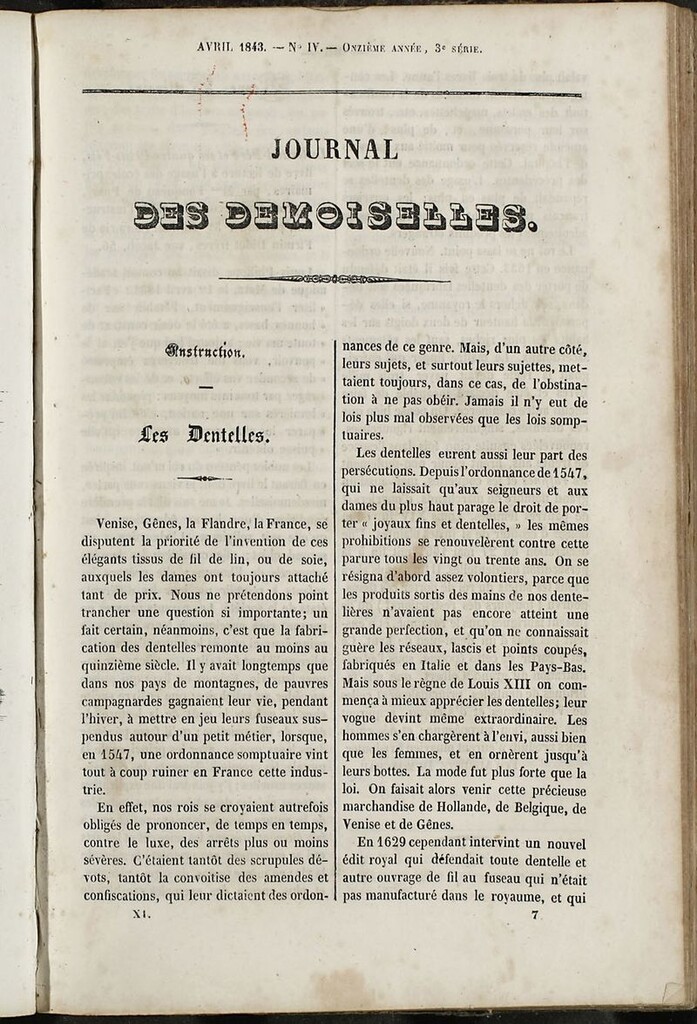 AVRIL 1843. — No IV. — ONZIÈME ANNÉE, 3e SÉRIE.
JOURNAL
DES DEMOISELLES.
Instruction.
Les Dentelles.
Venise, Gênes, la Flandre, la France, se
disputent la priorité de l'invention de ces
élégants tissus de fil de lin, ou de soie,
auxquels les dames ont toujours attaché
tant de prix. Nous ne prétendons point
trancher une question si importante; un
fait certain, néanmoins, c'est que la fabri-
cation des dentelles remonte au moins au
quinzième siècle. Il y avait longtemps que
dans nos pays de montagnes, de pauvres
campagnardes gagnaient leur vie, pendant
l'hiver, à mettre en jeu leurs fuseaux sus-
pendus autour d'un petit métier, lorsque,
en 1547, une ordonnance somptuaire vint
tout à coup ruiner en France cette indus-
trie.
En effet, nos rois se croyaient autrefois
obligés de prononcer, de temps en temps,
contre le luxe, des arrêts plus ou moins
sévères. C'étaient tantôt des scrupules dé-
vots, tantôt la convoitise des amendes et
confiscations, qui leur dictaient des ordon-
XI.
nances de ce genre. Mais, d'un autre côté,
leurs sujets, et surtout leurs sujettes, met-
taient toujours, dans ce cas, de l'obstina-
tion à ne pas obéir. Jamais il n'y eut de
lois plus mal observées que les lois somp-
tuaires.
Les dentelles eurent aussi leur part des
persécutions. Depuis l'ordonnance de 1547,
qui ne laissait qu'aux seigneurs et aux
dames du plus haut parage le droit de por-
ter « joyaux fins et dentelles, » les mêmes
prohibitions se renouvelèrent contre cette
parure tous les vingt ou trente ans. On se
résigna d'abord assez volontiers, parce que
les produits sortis des mains de nos dente-
lières n'avaient pas encore atteint une
grande perfection, et qu'on ne connaissait
guère les réseaux, lascis et points coupés,
fabriqués en Italie et dans les Pays-Bas.
Mais sous le règne de Louis XIII on com-
mença à mieux apprécier les dentelles; leur
vogue devint même extraordinaire. Les
hommes s'en chargèrent à l'envi, aussi bien
que les femmes, et en ornèrent jusqu'à
leurs bottes. La mode fut plus forte que la
loi. On faisait alors venir cette précieuse
marchandise de Hollande, de Belgique, de
Venise et de Gênes.
En 1629 cependant intervint un nouvel
édit royal qui défendait toute dentelle et
autre ouvrage de fil au fuseau qui n'était
pas manufacturé dans le royaume, et qui
7